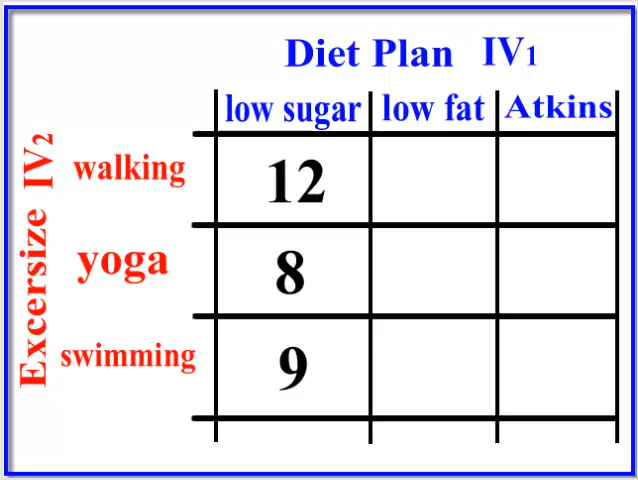 Diet Plan IV1
low sugar low fat Atkins
Excersize IV2
walking 12
yoga 8
swimming 9